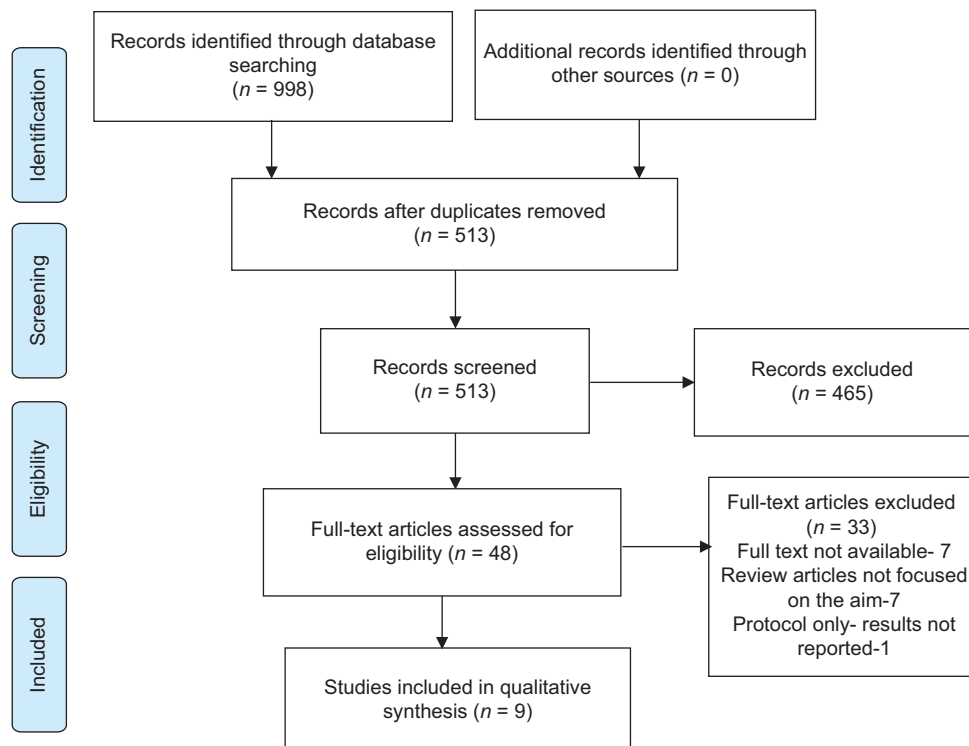 Identification
Records identified through database
searching
(n = 998)
Additional records identified through
other sources (n = 0)
Records after duplicates removed
(n = 513)
Screening
Records screened
(n = 513)
Records excluded
(n = 465)
Eligibility
Full-text articles assessed for
eligibility (n = 48)
Full-text articles excluded
(n = 33)
Full text not available- 7
Review articles not focused
on the aim-7
Protocol only- results not
reported-1
Included
Studies included in qualitative
synthesis (n = 9)